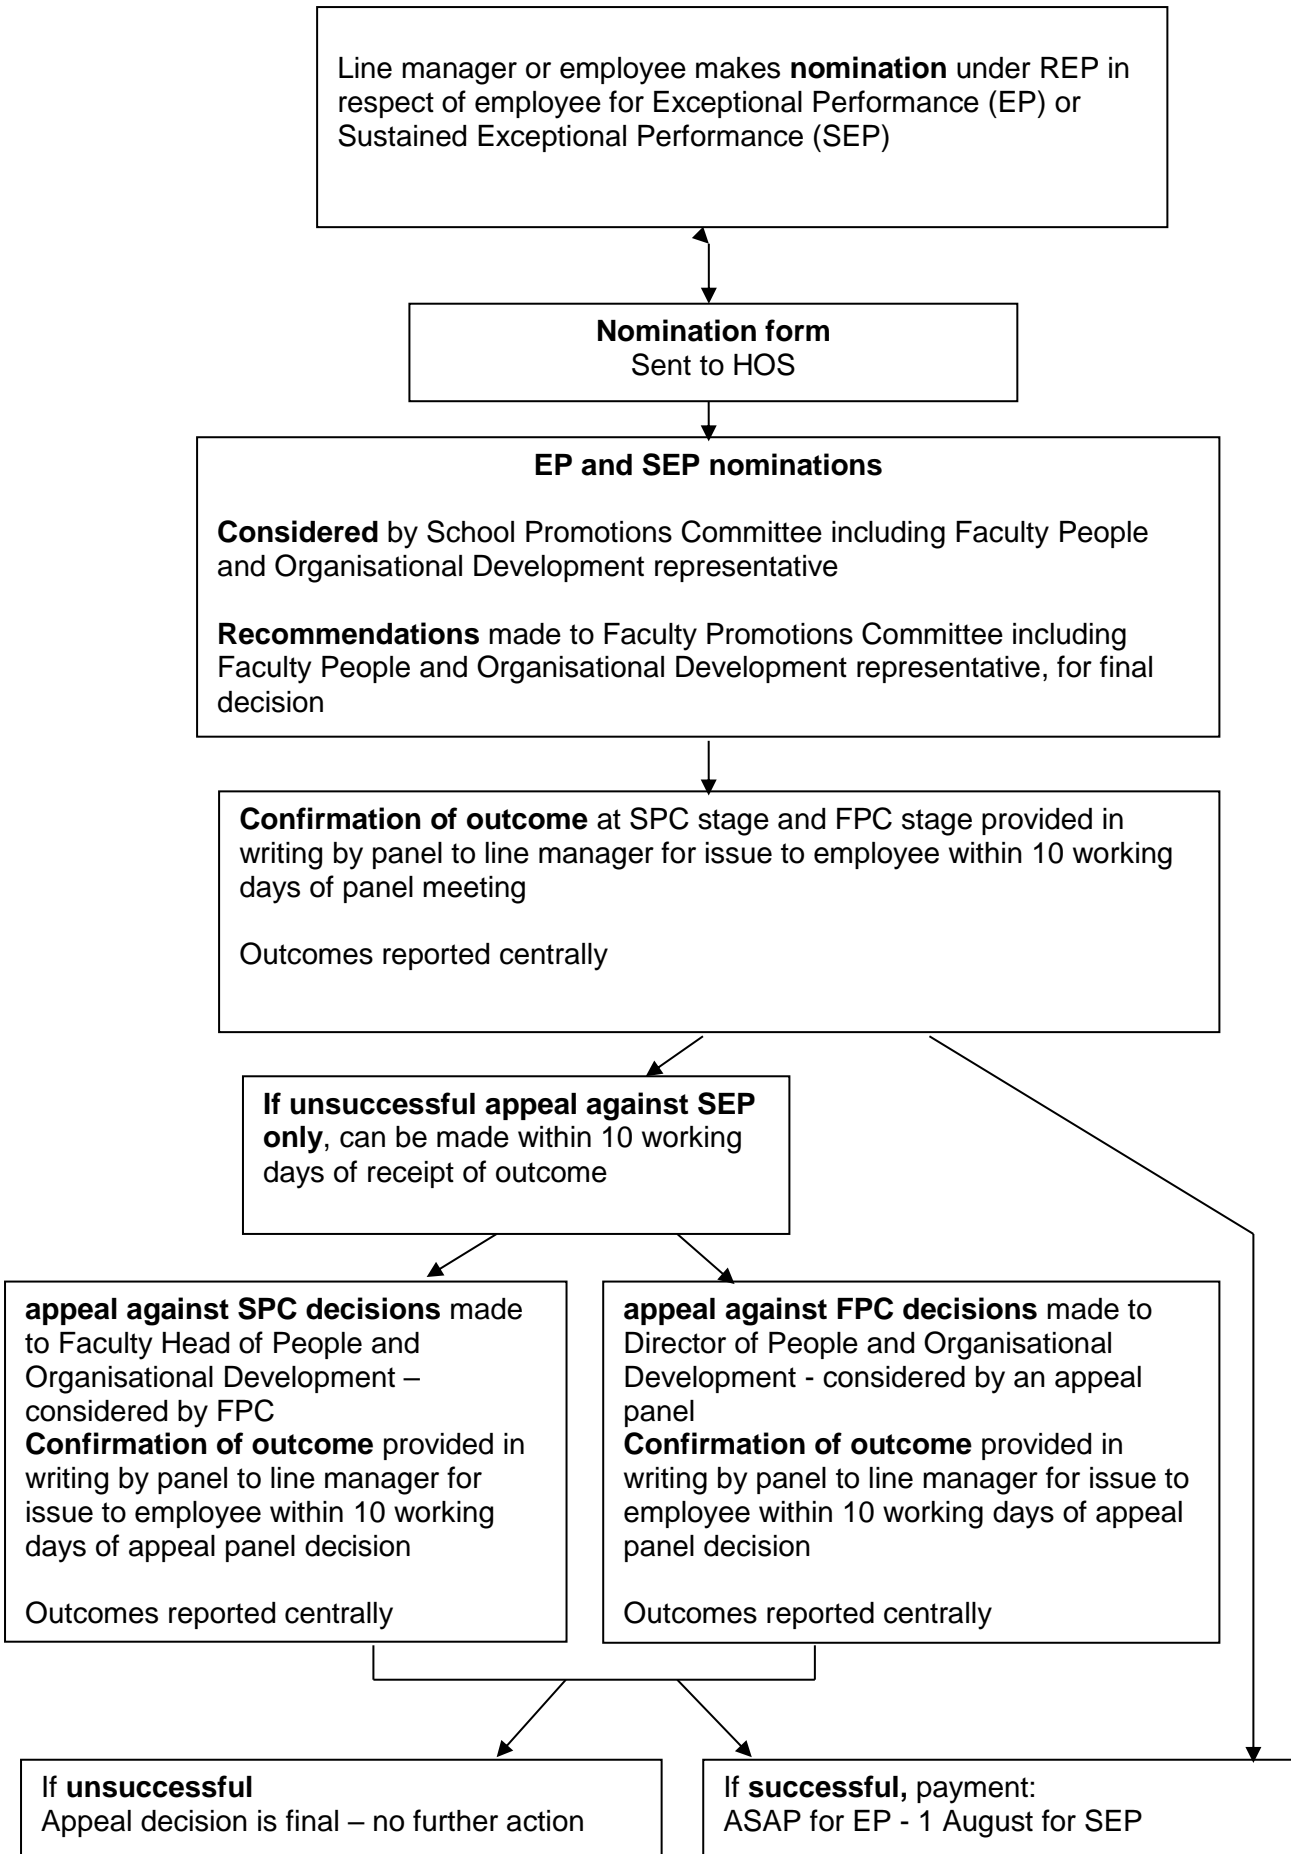 Line manager or employee makes nomination under REP in
respect of employee for Exceptional Performance (EP) or
Sustained Exceptional Performance (SEP)
Nomination form
Sent to HOS
EP and SEP nominations
Considered by School Promotions Committee including Faculty People
and Organisational Development representative
Recommendations made to Faculty Promotions Committee including
Faculty People and Organisational Development representative, for final
decision
Confirmation of outcome at SPC stage and FPC stage provided in
writing by panel to line manager for issue to employee within 10 working
days of panel meeting
Outcomes reported centrally
If unsuccessful appeal against SEP
only, can be made within 10 working
days of receipt of outcome
appeal against SPC decisions made
to Faculty Head of People and
Organisational Development –
considered by FPC
Confirmation of outcome provided in
writing by panel to line manager for
issue to employee within 10 working
days of appeal panel decision
Outcomes reported centrally
appeal against FPC decisions made to
Director of People and Organisational
Development - considered by an appeal
panel
Confirmation of outcome provided in
writing by panel to line manager for issue to
employee within 10 working days of appeal
panel decision
Outcomes reported centrally
If unsuccessful
Appeal decision is final – no further action
If successful, payment:
ASAP for EP - 1 August for SEP